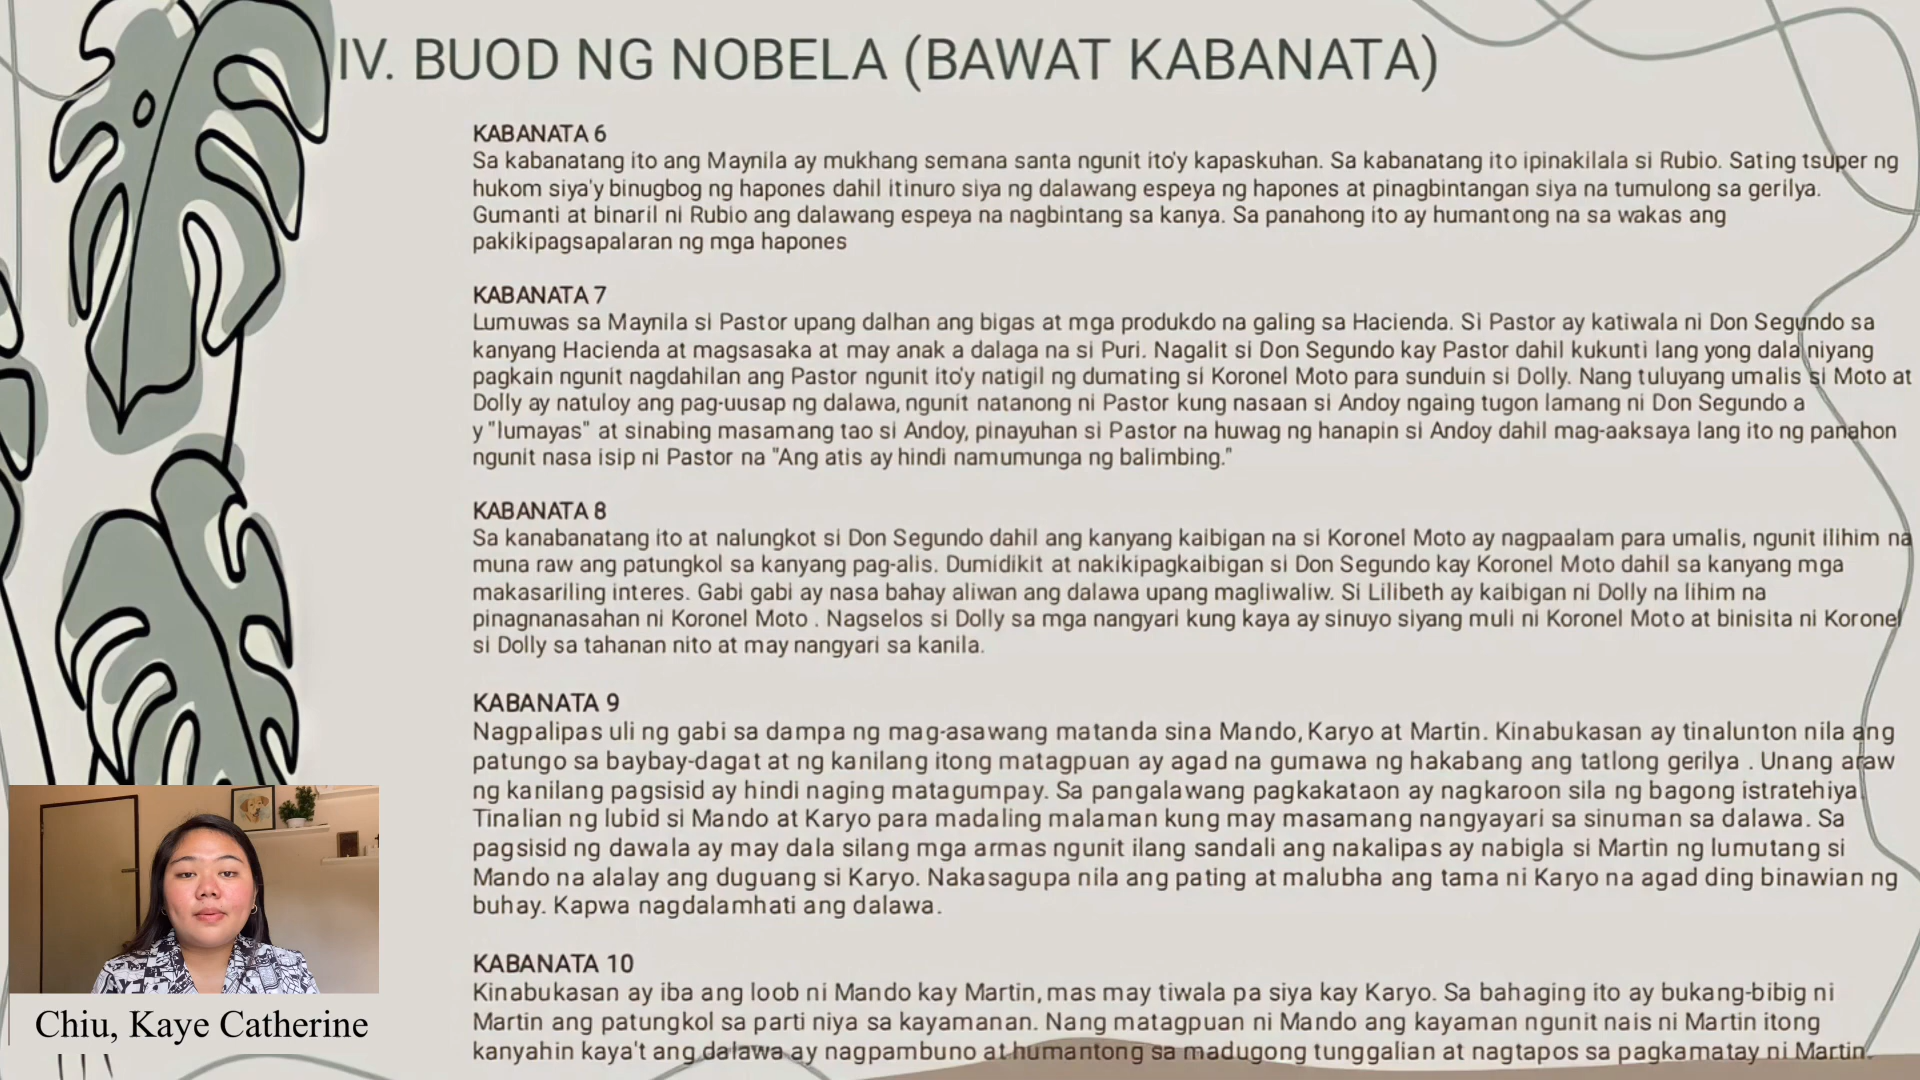 IV. BUOD NG NOBELA (BAWAT KABANATA)
KABANATA 6
Sa kabanatang ito ang Maynila ay mukhang semana santa ngunit ito'y kapaskuhan. Sa kabanatang ito ipinakilala si Rubio. Sating tsuper ng
hukom siya'y binugbog ng hapones dahil itinuro siya ng dalawang espeya ng hapones at pinagbintangan siya na tumulong sa gerilya.
Gumanti at binaril ni Rubio ang dalawang espeya na nagbintang sa kanya. Sa panahong ito ay humantong na sa wakas ang
pakikipagsapalaran ng mga hapones
KABANATA 7
Lumuwas sa Maynila si Pastor upang dalhan ang bigas at mga produkdo na galing sa Hacienda. Si Pastor ay katiwala ni Don Segundo sa
kanyang Hacienda at magsasaka at may anak a dalaga na si Puri. Nagalit si Don Segundo kay Pastor dahil kukunti lang yong dala niyang
pagkain ngunit nagdahilan ang Pastor ngunit ito'y natigil ng dumating si Koronel Moto para sunduin si Dolly. Nang tuluyang umalis si Moto at
Dolly ay natuloy ang pag-uusap ng dalawa, ngunit natanong ni Pastor kung nasaan si Andoy ngaing tugon lamang ni Don Segundo a
y "lumayas" at sinabing masamang tao si Andoy, pinayuhan si Pastor na huwag ng hanapin si Andoy dahil mag-aaksaya lang ito ng panahon
ngunit nasa isip ni Pastor na "Ang atis ay hindi namumunga ng balimbing."
KABANATA 8
Sa kanabanatang ito at nalungkot si Don Segundo dahil ang kanyang kaibigan na si Koronel Moto ay nagpaalam para umalis, ngunit ilihim na
muna raw ang patungkol sa kanyang pag-alis. Dumidikit at nakikipagkaibigan si Don Segundo kay Koronel Moto dahil sa kanyang mga
makasariling interes. Gabi gabi ay nasa bahay aliwan ang dalawa upang magliwaliw. Si Lilibeth ay kaibigan ni Dolly na lihim na
pinagnanasahan ni Koronel Moto . Nagselos si Dolly sa mga nangyari kung kaya ay sinuyo siyang muli ni Koronel Moto at binisita ni Koronel
si Dolly sa tahanan nito at may nangyari sa kanila.
KABANATA 9
Nagpalipas uli ng gabi sa dampa ng mag-asawang matanda sina Mando, Karyo at Martin. Kinabukasan ay tinalunton nila ang
patungo sa baybay-dagat at ng kanilang itong matagpuan ay agad na gumawa ng hakabang ang tatlong gerilya . Unang araw
ng kanilang pagsisid ay hindi naging matagumpay. Sa pangalawang pagkakataon ay nagkaroon sila ng bagong istratehiya.
Tinalian ng lubid si Mando at Karyo para madaling malaman kung may masamang nangyayari sa sinuman sa dalawa. Sa
pagsisid ng dawala ay may dala silang mga armas ngunit ilang sandali ang nakalipas ay nabigla si Martin ng lumutang si
Mando na alalay ang duguang si Karyo. Nakasagupa nila ang pating at malubha ang tama ni Karyo na agad ding binawian ng
buhay. Kapwa nagdalamhati ang dalawa.
KABANATA 10
Kinabukasan ay iba ang loob ni Mando kay Martin, mas may tiwala pa siya kay Karyo. Sa bahaging ito ay bukang-bibig ni
Martin ang patungkol sa parti niya sa kayamanan. Nang matagpuan ni Mando ang kayaman ngunit nais ni Martin itong
kanyahin kaya't ang dalawa ay nagpambuno at humantong sa madugong tunggalian at nagtapos sa pagkamatay ni Martin.
Chiu, Kaye Catherine